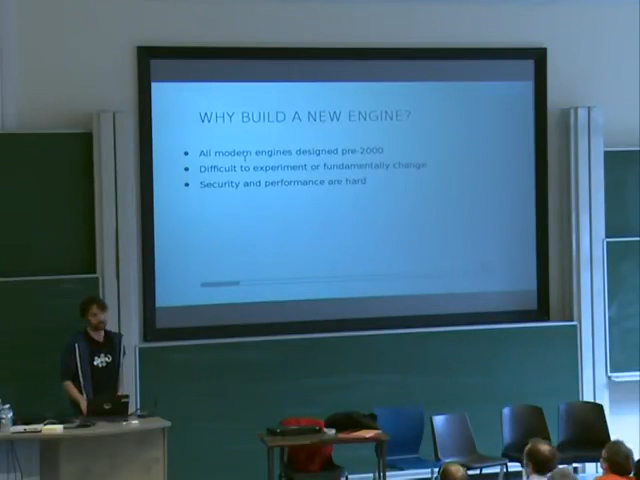 WHY BUILD A NEW ENGINE?
• All modern engines designed pre-2000
• Difficult to experiment or fundamentally change
• Security and performance are hard